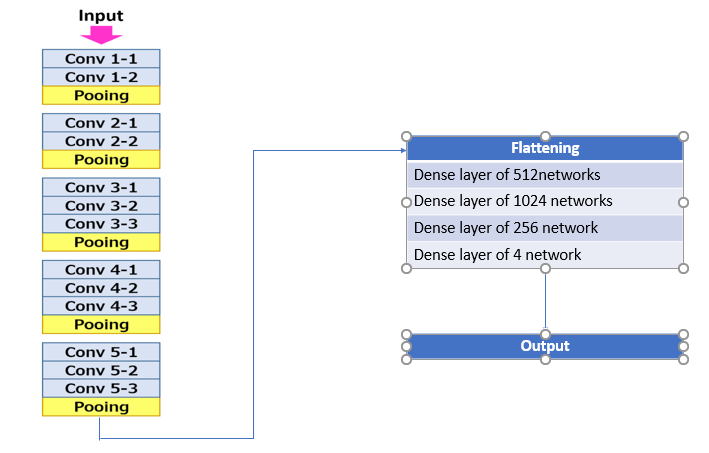 Input
Conv 1-1
Conv 1-2
Pooing
Conv 2-1
Conv 2-2
Pooing
Conv 3-1
Conv 3-2
Conv 3-3
Pooing
Conv 4-1
Conv 4-2
Conv 4-3
Pooing
Conv 5-1
Conv 5-2
Conv 5-3
Pooing
Flattening
Dense layer of 512networks
Dense layer of 1024 networks
Dense layer of 256 network
Dense layer of 4 network
Output